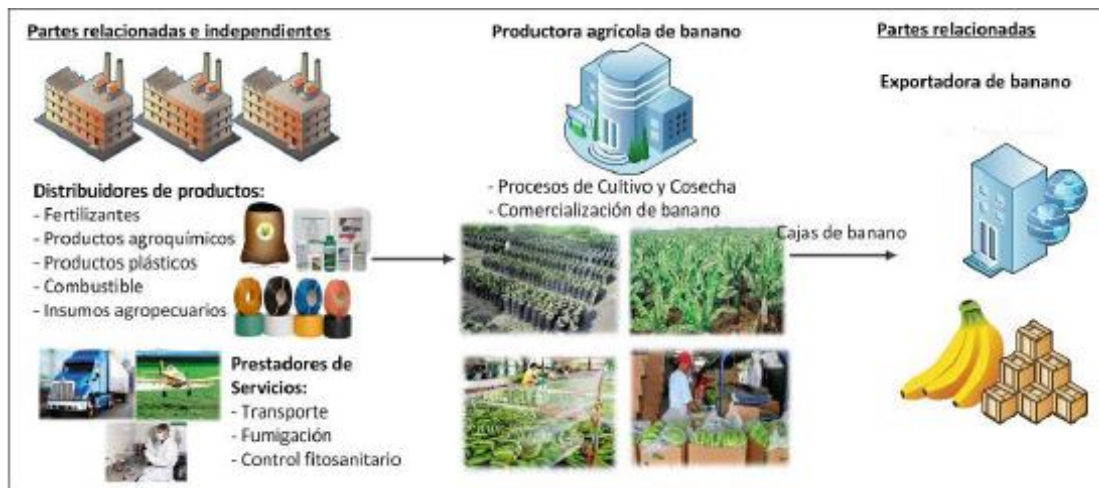 Partes relacionadas e independientes
Distribuidores de productos:
- Fertilizantes
- Productos agroquímicos
- Productos plásticos
- Combustible
- Insumos agropecuarios
Prestadores de
Servicios:
- Transporte
- Fumigación
- Control fitosanitario
Productora agrícola de banano
- Procesos de Cultivo y Cosecha
- Comercialización de banano
Cajas de banano
Partes relacionadas
Exportadora de banano